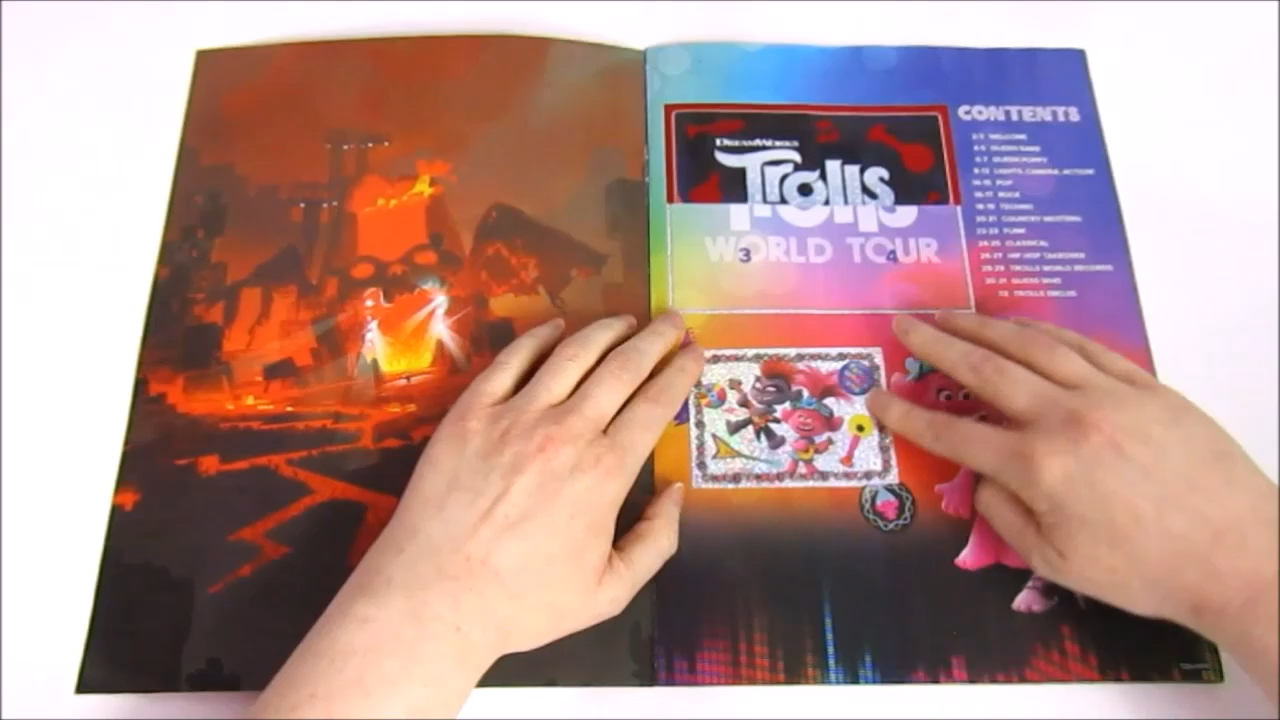 DREAMWORKS
Trolls
Trolls
WORLD TOUR
3
4
CONTENTS
2-3 WELCOME
4-5 QUEEN BARB
6-7 QUEEN POPPY
8-13 LIGHTS, CAMERA, ACTION!
14-15 POP
16-17 ROCK
18-19 TECHNO
20-21 COUNTRY WESTERN
22-23 FUNK
24-25 CLASSICAL
26-27 HIP HOP TAKEOVER
28-29 TROLLS WORLD RECORDS
30-31 GUESS WHO
32 TROLLS CIRCUS